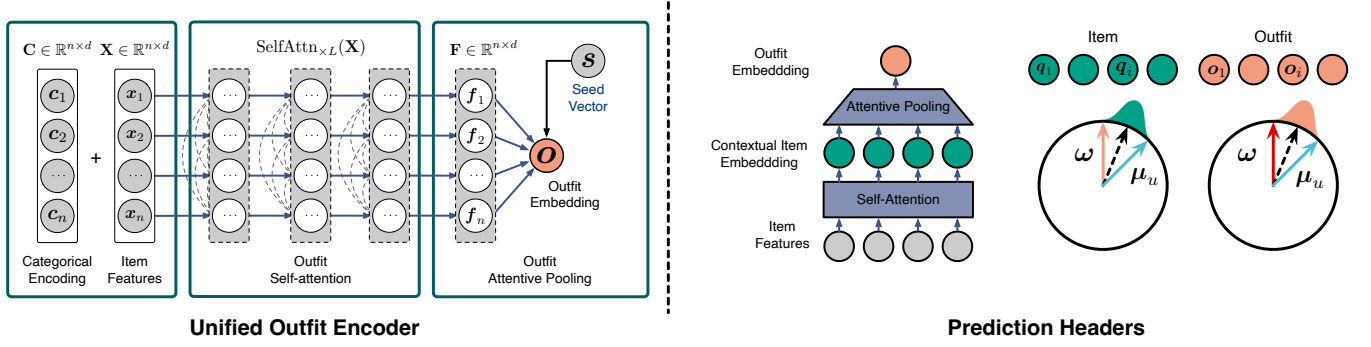 C ∈ ℝ^{n×d} X ∈ ℝ^{n×d}
c_1
c_2
...
c_n
+
x_1
x_2
...
x_n
Categorical
Encoding
Item
Features
SelfAttn_{×L}(X)
... ... ...
... ... ...
... ... ...
... ... ...
Outfit
Self-attention
F ∈ ℝ^{n×d}
f_1
f_2
...
f_n
s
Seed
Vector
o
Outfit
Embedding
Outfit
Attentive Pooling
Unified Outfit Encoder
Outfit
Embeddding
Attentive Pooling
Contextual Item
Embeddding
Self-Attention
Item
Features
Item
q_1 q_i
ω μ_u
Outfit
o_1 o_i
ω μ_u
Prediction Headers